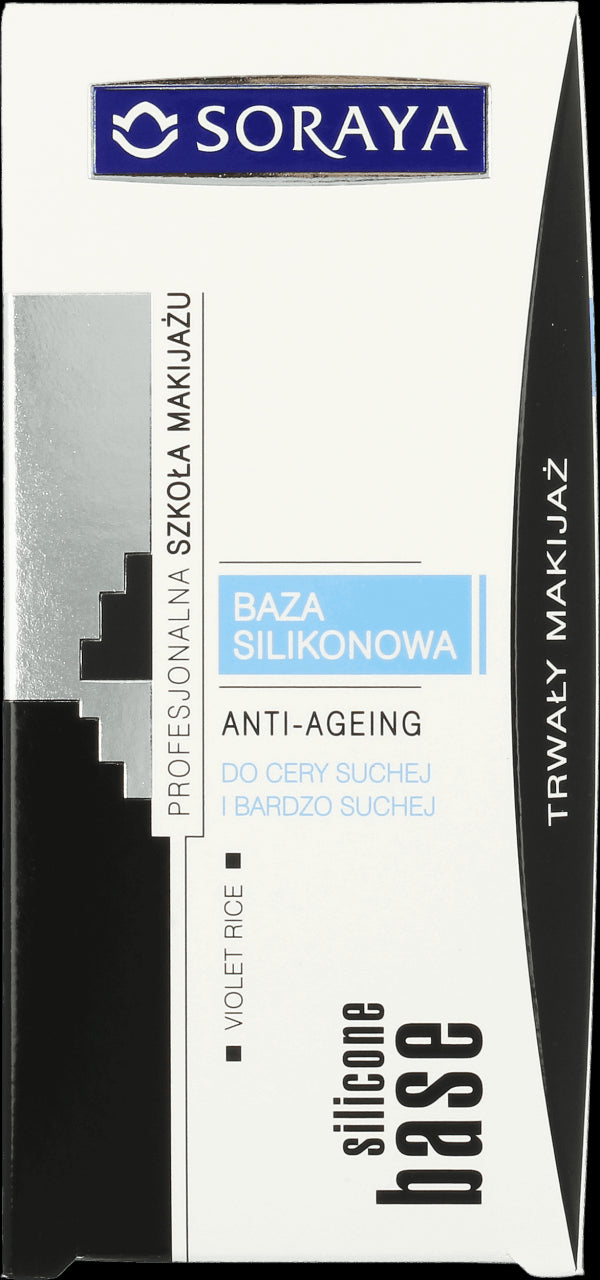 SORAYA
PROFESJONALNA SZKOŁA MAKIJAŻU
BAZA
SILIKONOWA
ANTI-AGEING
DO CERY SUCHEJ
I BARDZO SUCHEJ
VIOLET RICE
silicone
base
TRWAŁY MAKIJAŻ